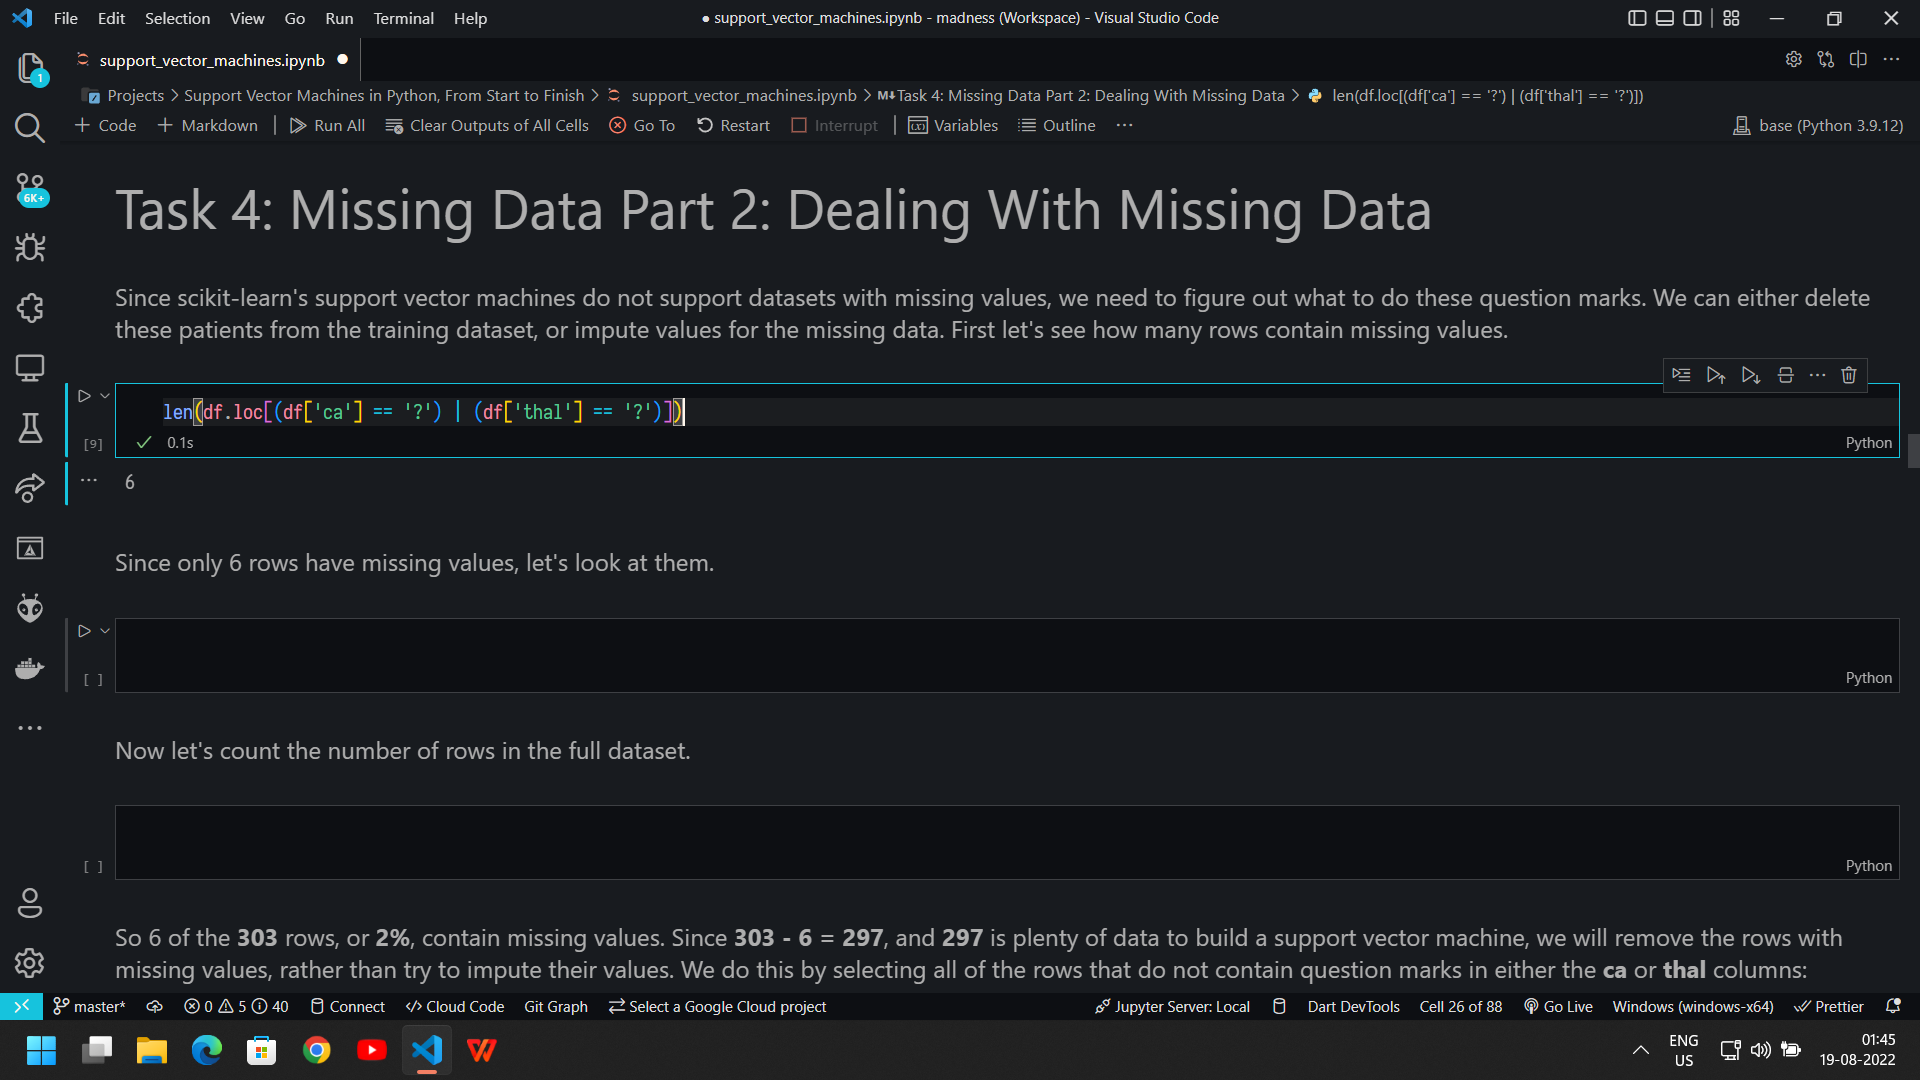 File Edit Selection View Go Run Terminal Help
● support_vector_machines.ipynb - madness (Workspace) - Visual Studio Code
support_vector_machines.ipynb
Projects > Support Vector Machines in Python, From Start to Finish > support_vector_machines.ipynb > M↓Task 4: Missing Data Part 2: Dealing With Missing Data > len(df.loc[(df['ca'] == '?') | (df['thal'] == '?')])
+ Code + Markdown | Run All Clear Outputs of All Cells Go To Restart Interrupt | Variables Outline ···
base (Python 3.9.12)
1
6K+
Task 4: Missing Data Part 2: Dealing With Missing Data
Since scikit-learn's support vector machines do not support datasets with missing values, we need to figure out what to do these question marks. We can either delete
these patients from the training dataset, or impute values for the missing data. First let's see how many rows contain missing values.
len(df.loc[(df['ca'] == '?') | (df['thal'] == '?')])
[9]
0.1s
Python
6
Since only 6 rows have missing values, let's look at them.
[ ]
Python
Now let's count the number of rows in the full dataset.
[ ]
Python
So 6 of the 303 rows, or 2%, contain missing values. Since 303 - 6 = 297, and 297 is plenty of data to build a support vector machine, we will remove the rows with
missing values, rather than try to impute their values. We do this by selecting all of the rows that do not contain question marks in either the ca or thal columns:
master* 0 5 40 Connect Cloud Code Git Graph Select a Google Cloud project
Jupyter Server: Local Dart DevTools Cell 26 of 88 Go Live Windows (windows-x64) Prettier
ENG
US
01:45
19-08-2022